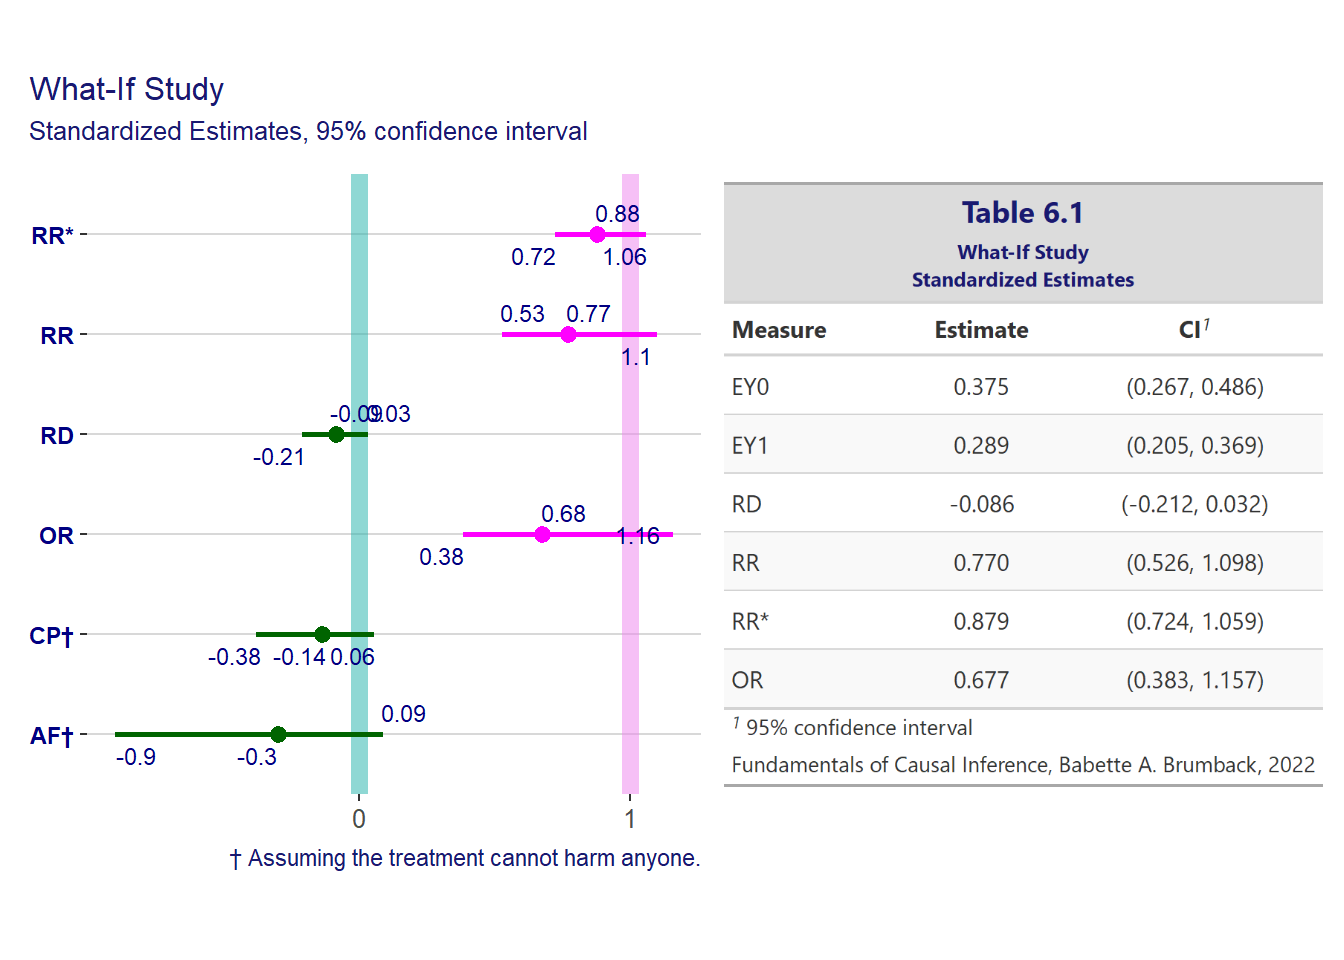 What-If Study
Standardized Estimates, 95% confidence interval
RR*
0.88
0.72
1.06
RR
0.53
0.77
1.1
RD
-0.09
0.03
-0.21
OR
0.68
1.16
0.38
CP†
-0.38
-0.14
0.06
AF†
0.09
-0.9
-0.3
0
1
† Assuming the treatment cannot harm anyone.
Table 6.1
What-If Study
Standardized Estimates
Measure Estimate CI¹
EY0 0.375 (0.267, 0.486)
EY1 0.289 (0.205, 0.369)
RD -0.086 (-0.212, 0.032)
RR 0.770 (0.526, 1.098)
RR* 0.879 (0.724, 1.059)
OR 0.677 (0.383, 1.157)
¹ 95% confidence interval
Fundamentals of Causal Inference, Babette A. Brumback, 2022